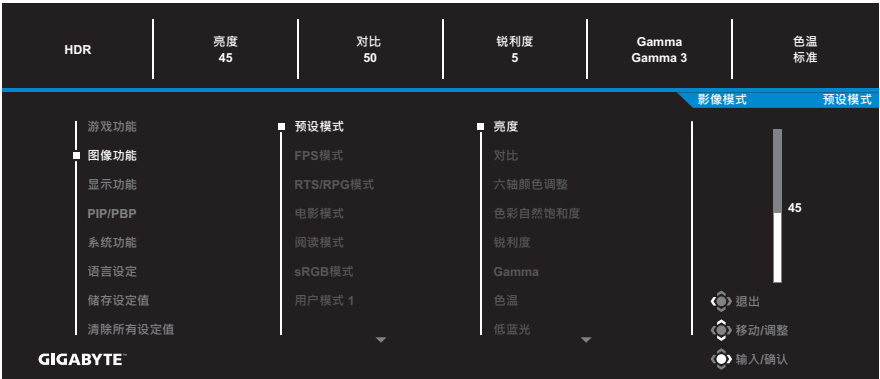 HDR
亮度
45
对比
50
锐利度
5
Gamma
Gamma 3
色温
标准
影像模式 预设模式
游戏功能 预设模式 亮度
图像功能 FPS模式 对比
显示功能 RTS/RPG模式 六轴颜色调整
PIP/PBP 电影模式 色彩自然饱和度 45
系统功能 阅读模式 锐利度
语言设定 sRGB模式 Gamma
储存设定值 用户模式 1 色温 退出
清除所有设定值 低蓝光 移动/调整
GIGABYTE™ 输入/确认